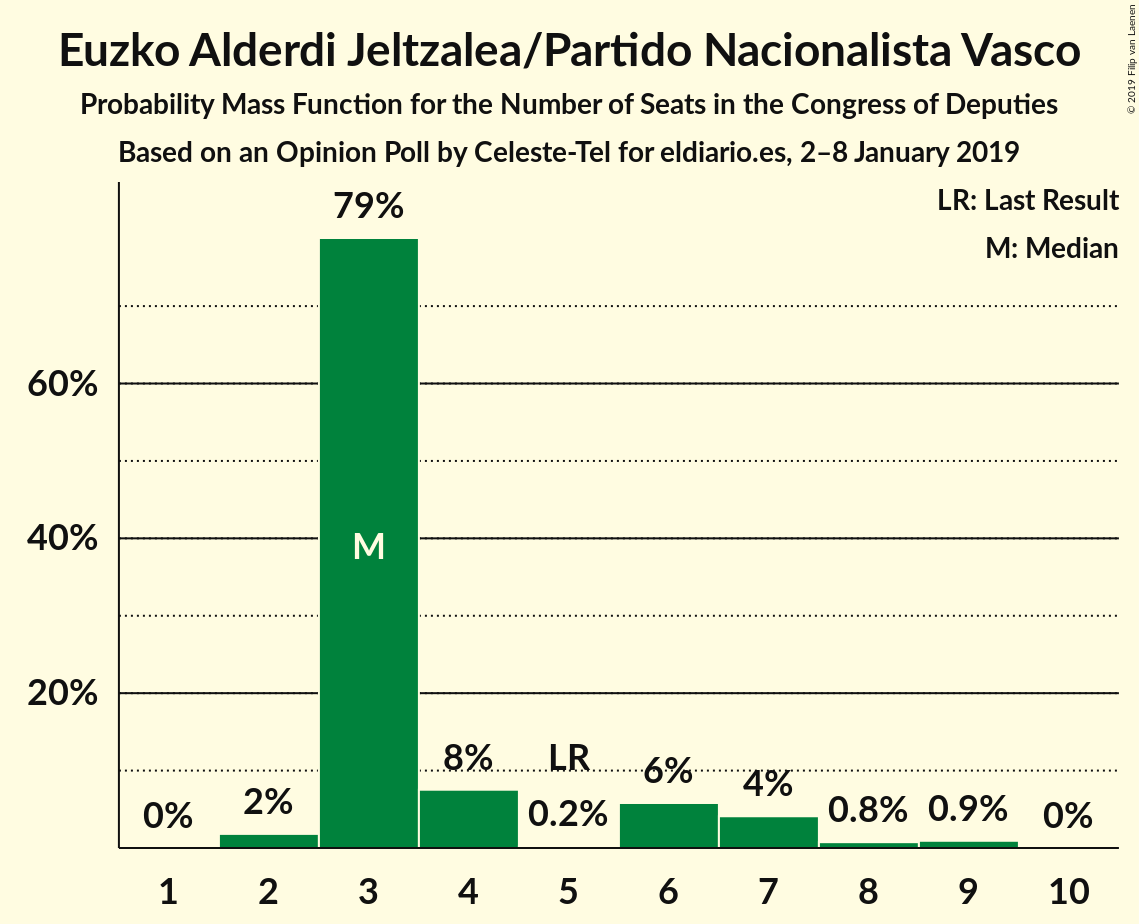 Euzko Alderdi Jeltzalea/Partido Nacionalista Vasco
Probability Mass Function for the Number of Seats in the Congress of Deputies
Based on an Opinion Poll by Celeste-Tel for eldiario.es, 2–8 January 2019
© 2019 Filip van Laenen
LR: Last Result
M: Median
79%
60%
40%
20%
M
0%
2%
8%
LR
0.2%
6%
4%
0.8%
0.9%
0%
1 2 3 4 5 6 7 8 9 10